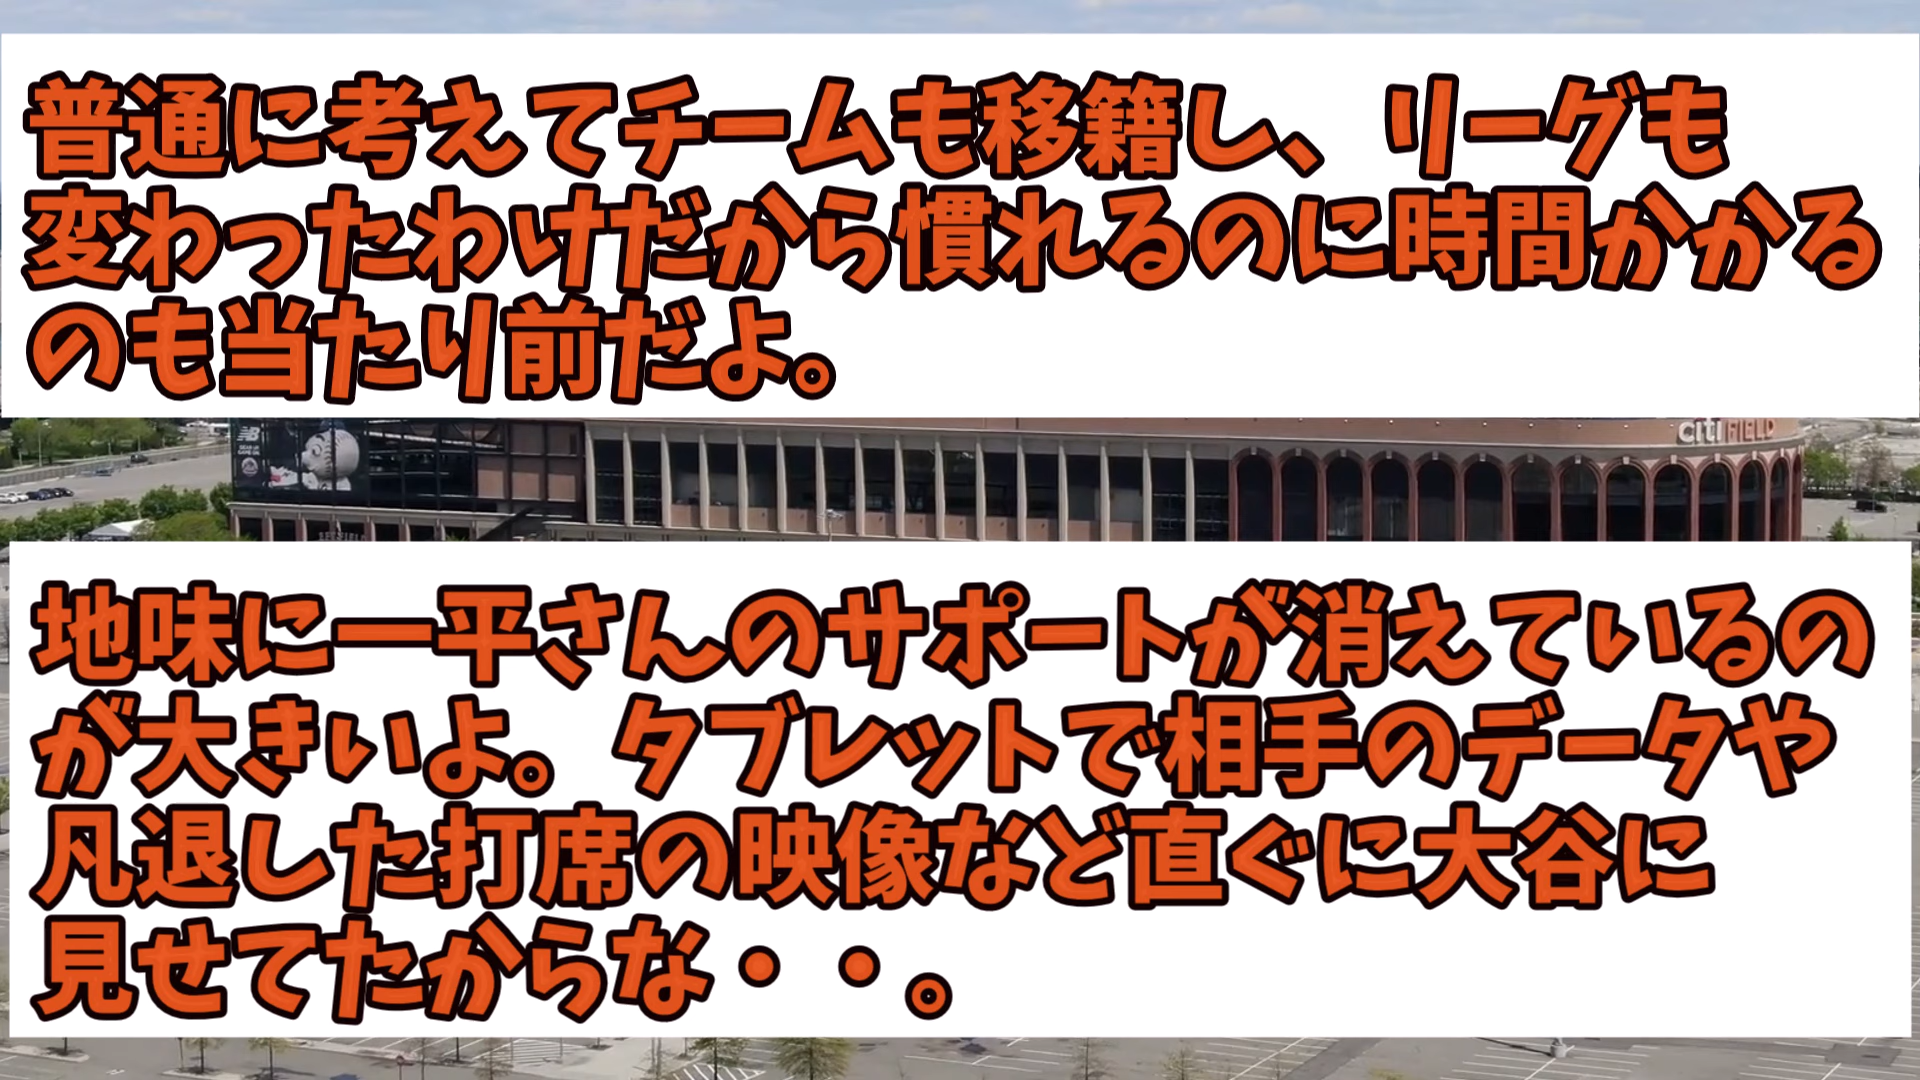 普通に考えてチームも移籍し、リーグも
変わったわけだから慣れるのに時間かかる
のも当たり前だよ。
citi FIELD
地味に一平さんのサポートが消えているの
が大きいよ。タブレットで相手のデータや
凡退した打席の映像など直ぐに大谷に
見せてたからな・・。